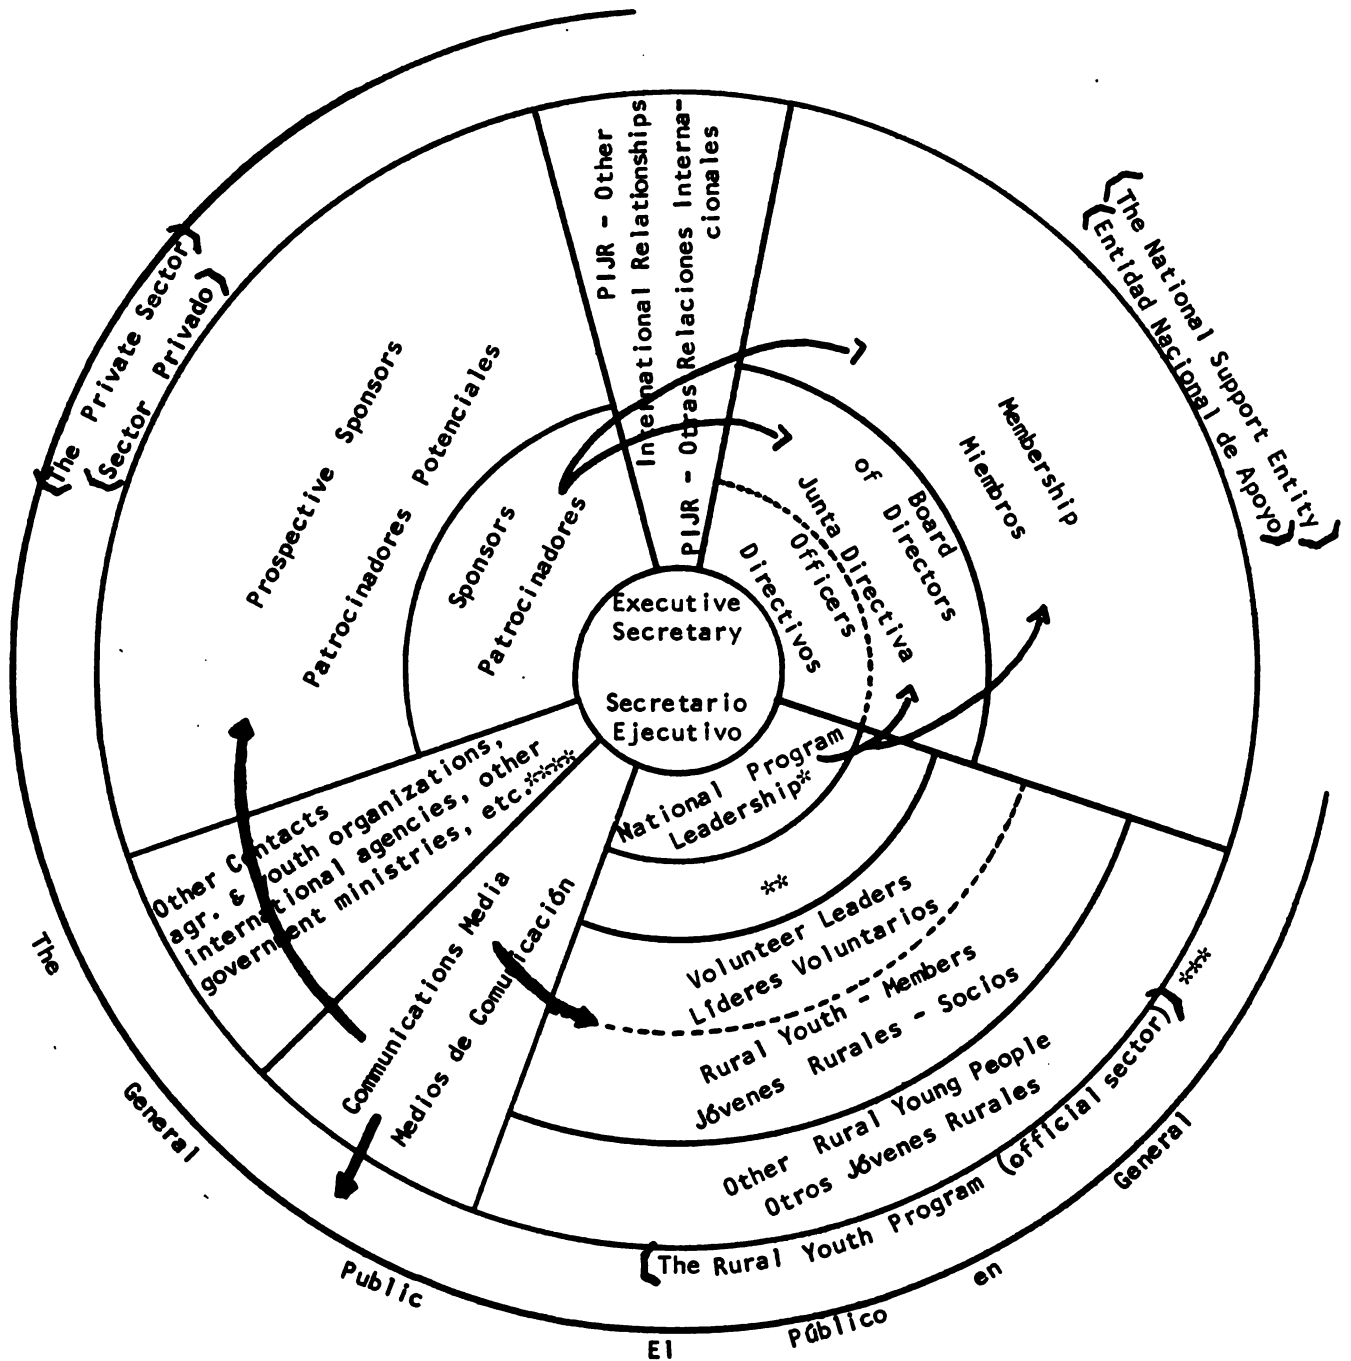 PIJR - Other
International Relationships
PIJR - Otras Relaciones Interna-
cionales
(The National Support Entity)
(Entidad Nacional de Apoyo)
Membership
Miembros
Board
of Directors
Junta Directiva
Officers
Directivos
(The Private Sector)
(Sector Privado)
Prospective Sponsors
Patrocinadores Potenciales
Sponsors
Patrocinadores
Executive
Secretary
Secretario
Ejecutivo
National Program
Leadership*
**
Volunteer Leaders
Líderes Voluntarios
Rural Youth - Members
Jóvenes Rurales - Socios
Other Rural Young People
Otros Jóvenes Rurales
(The Rural Youth Program (official sector)) ***
Other Contacts
agr. & youth organizations,
international agencies, other
government ministries, etc.****
Communications Media
Medios de Comunicación
The General Public
El Público en General